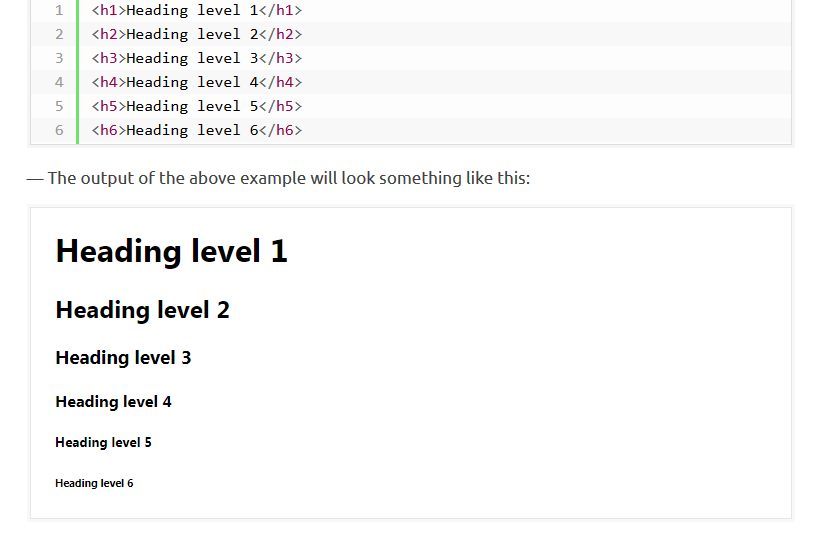 1 <h1>Heading level 1</h1>
2 <h2>Heading level 2</h2>
3 <h3>Heading level 3</h3>
4 <h4>Heading level 4</h4>
5 <h5>Heading level 5</h5>
6 <h6>Heading level 6</h6>
— The output of the above example will look something like this:
Heading level 1
Heading level 2
Heading level 3
Heading level 4
Heading level 5
Heading level 6